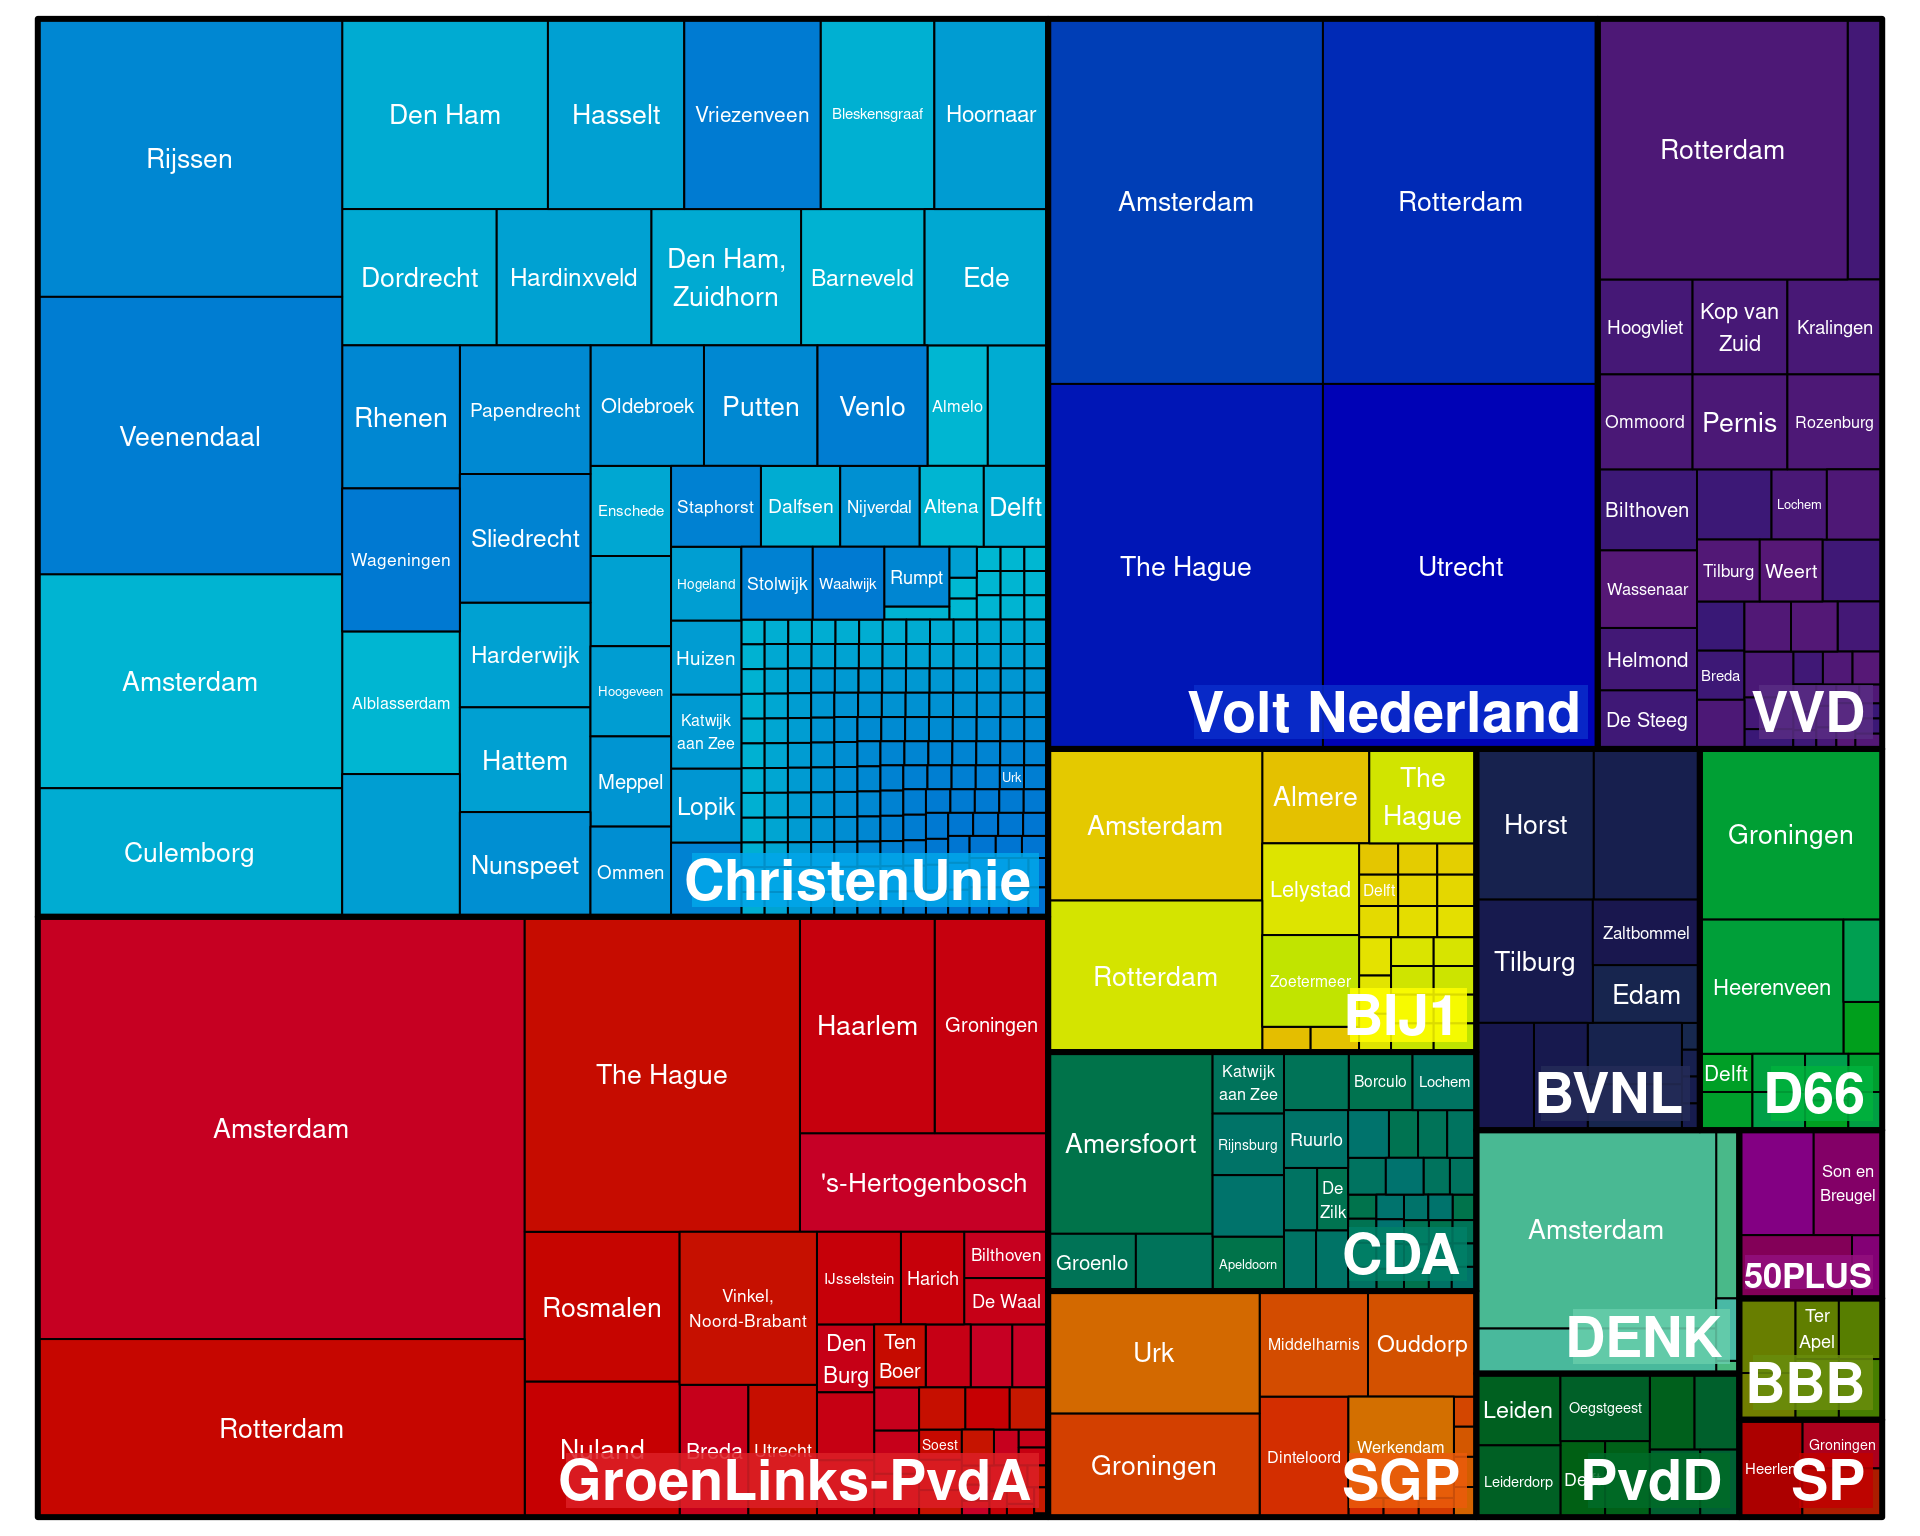 Rijssen
Veenendaal
Amsterdam
Culemborg
Den Ham
Hasselt
Vriezenveen
Bleskensgraaf
Hoornaar
Dordrecht
Hardinxveld
Den Ham,
Zuidhorn
Barneveld
Ede
Rhenen
Wageningen
Alblasserdam
Papendrecht
Sliedrecht
Harderwijk
Hattem
Nunspeet
Oldebroek
Putten
Venlo
Almelo
Enschede
Hoogeveen
Meppel
Ommen
Staphorst
Dalfsen
Nijverdal
Altena
Delft
Hogeland
Stolwijk
Waalwijk
Rumpt
Huizen
Katwijk
aan Zee
Lopik
Urk
ChristenUnie
Amsterdam
Rotterdam
The Hague
Haarlem
Groningen
's-Hertogenbosch
Rosmalen
Nuland
Vinkel,
Noord-Brabant
Breda
Utrecht
IJsselstein
Harich
Bilthoven
De Waal
Den
Burg
Ten
Boer
Soest
GroenLinks-PvdA
Amsterdam
Rotterdam
The Hague
Utrecht
Volt Nederland
Rotterdam
Hoogvliet
Kop van
Zuid
Kralingen
Ommoord
Pernis
Rozenburg
Bilthoven
Wassenaar
Helmond
De Steeg
Lochem
Tilburg
Weert
Breda
VVD
Amsterdam
Rotterdam
Almere
The
Hague
Lelystad
Zoetermeer
Delft
BIJ1
Amersfoort
Groenlo
Katwijk
aan Zee
Rijnsburg
Apeldoorn
Borculo
Lochem
Ruurlo
De
Zilk
CDA
Urk
Groningen
Middelharnis
Ouddorp
Dinteloord
Werkendam
SGP
Horst
Tilburg
Zaltbommel
Edam
BVNL
Groningen
Heerenveen
Delft
D66
Amsterdam
DENK
Son en
Breugel
50PLUS
Ter
Apel
BBB
Leiden
Leiderdorp
Oegstgeest
PvdD
Groningen
Heerlen
SP